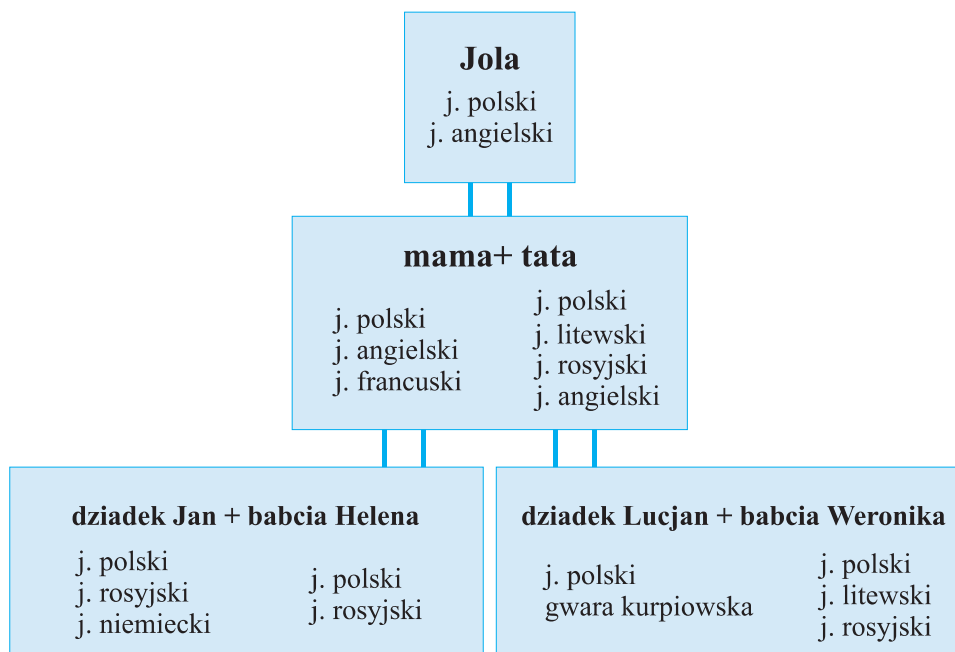 Jola
j. polski
j. angielski
mama+ tata
j. polski
j. angielski
j. francuski
j. polski
j. litewski
j. rosyjski
j. angielski
dziadek Jan + babcia Helena
j. polski
j. rosyjski
j. niemiecki
j. polski
j. rosyjski
dziadek Lucjan + babcia Weronika
j. polski
gwara kurpiowska
j. polski
j. litewski
j. rosyjski